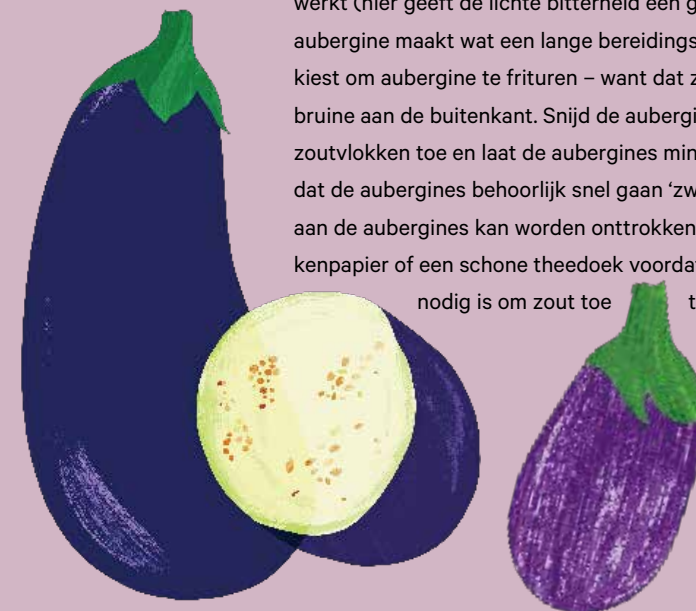 werkt (hier geeft de lichte bitterheid een g
aubergine maakt wat een lange bereidings
kiest om aubergine te frituren – want dat z
bruine aan de buitenkant. Snijd de aubergi
zoutvlokken toe en laat de aubergines min
dat de aubergines behoorlijk snel gaan ‘zw
aan de aubergines kan worden onttrokken
kenpapier of een schone theedoek voorda
nodig is om zout toe t